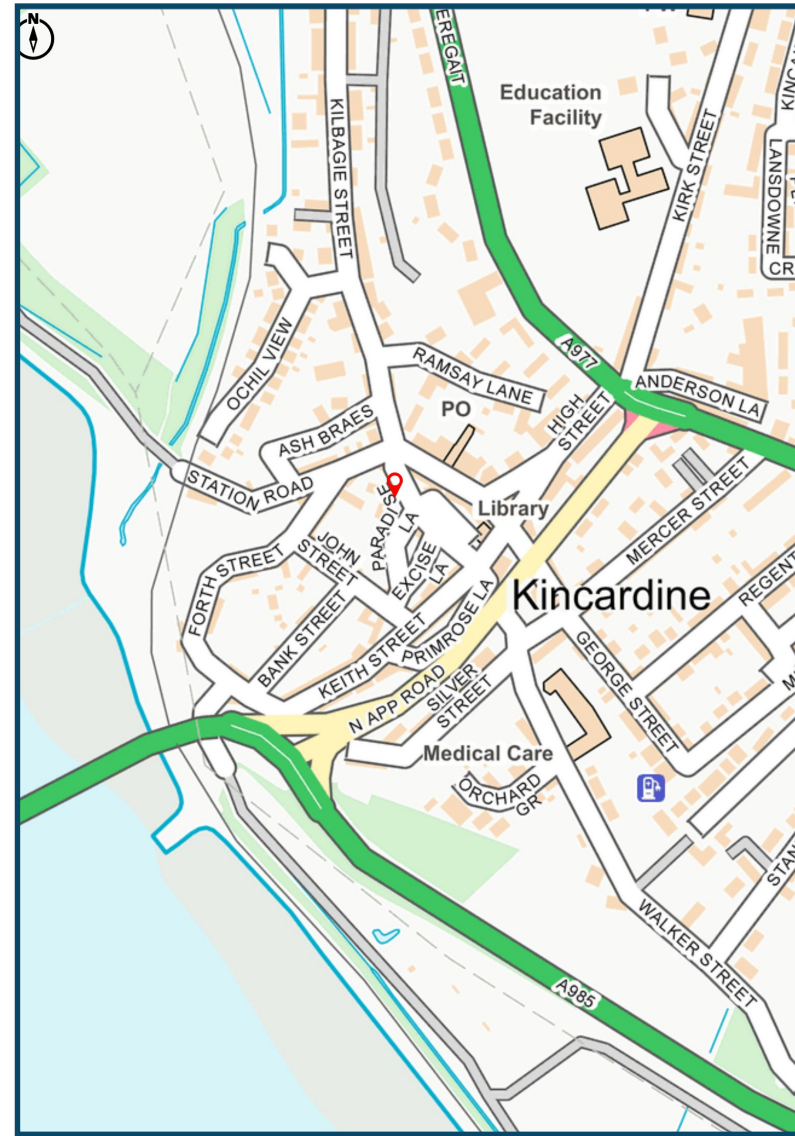 N
EREGAIT
Education
Facility
KILBAGIE STREET
KIRK STREET
LANSDOWNE
CR
OCHIL VIEW
A977
RAMSAY LANE
ANDERSON LA
PO
HIGH
STREET
ASH BRAES
STATION ROAD
Library
MERCER STREET
PARADISE
LA
JOHN
STREET
EXCISE
LA
FORTH STREET
Kincardine
REGENT
BANK STREET
KEITH STREET
PRIMROSE LA
GEORGE STREET
N APP ROAD
SILVER
STREET
Medical Care
ORCHARD
GR
STAN
WALKER STREET
A985